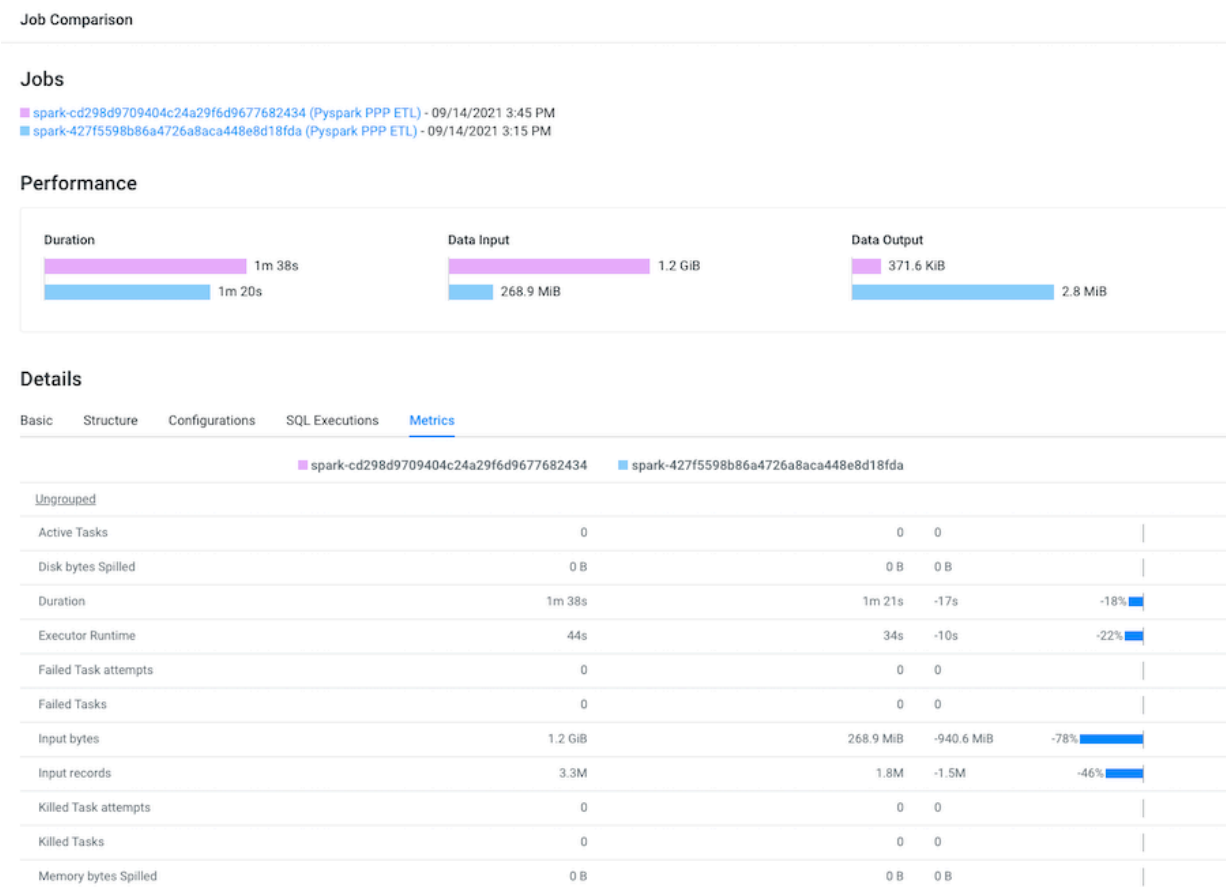 Job Comparison
Jobs
spark-cd298d9709404c24a29f6d9677682434 (Pyspark PPP ETL) - 09/14/2021 3:45 PM
spark-427f5598b86a4726a8aca448e8d18fda (Pyspark PPP ETL) - 09/14/2021 3:15 PM
Performance
Duration Data Input Data Output
1m 38s 1.2 GiB 371.6 KiB
1m 20s 268.9 MiB 2.8 MiB
Details
Basic Structure Configurations SQL Executions Metrics
spark-cd298d9709404c24a29f6d9677682434 spark-427f5598b86a4726a8aca448e8d18fda
Ungrouped
Active Tasks 0 0 0
Disk bytes Spilled 0 B 0 B 0 B
Duration 1m 38s 1m 21s -17s -18%
Executor Runtime 44s 34s -10s -22%
Failed Task attempts 0 0 0
Failed Tasks 0 0 0
Input bytes 1.2 GiB 268.9 MiB -940.6 MiB -78%
Input records 3.3M 1.8M -1.5M -46%
Killed Task attempts 0 0 0
Killed Tasks 0 0 0
Memory bytes Spilled 0 B 0 B 0 B